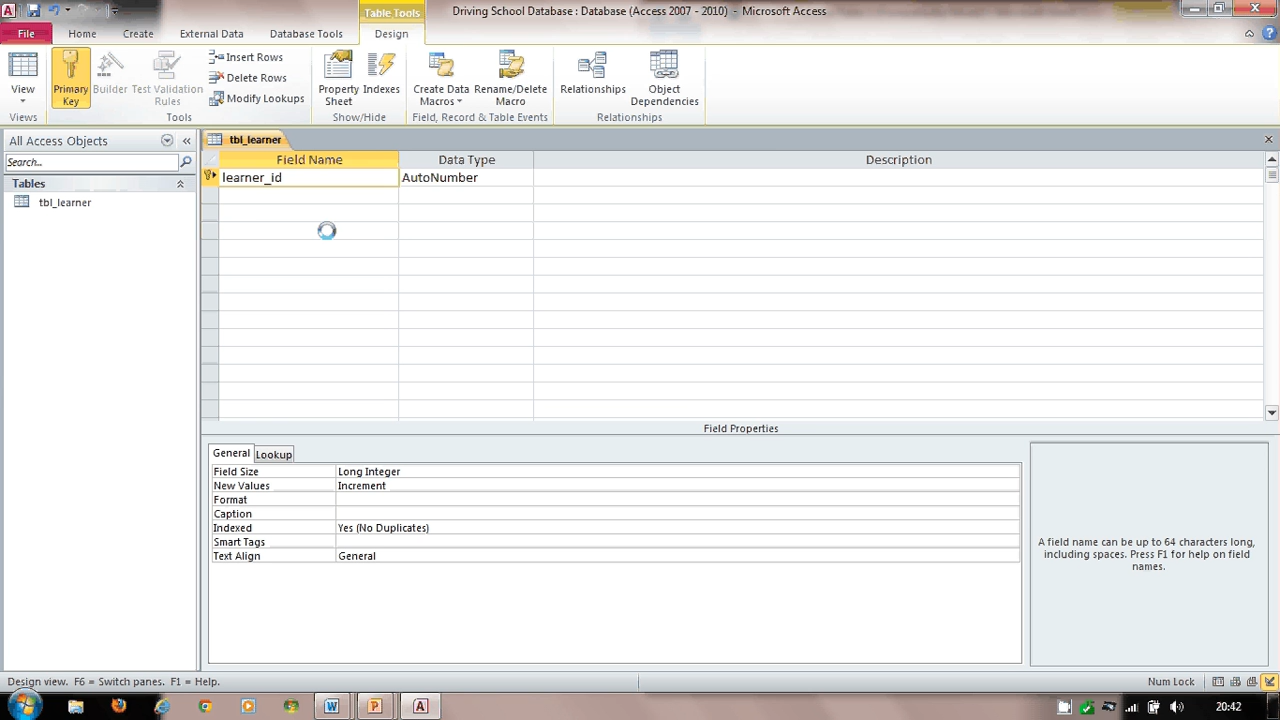 Table Tools
Driving School Database : Database (Access 2007 - 2010) - Microsoft Access
File Home Create External Data Database Tools Design
View
Primary Key
Builder
Test Validation Rules
Insert Rows
Delete Rows
Modify Lookups
Property Sheet
Indexes
Create Data Macros
Rename/Delete Macro
Relationships
Object Dependencies
Views Tools Show/Hide Field, Record & Table Events Relationships
All Access Objects
Search...
Tables
tbl_learner
tbl_learner
Field Name Data Type Description
learner_id AutoNumber
Field Properties
General Lookup
Field Size Long Integer
New Values Increment
Format
Caption
Indexed Yes (No Duplicates)
Smart Tags
Text Align General
A field name can be up to 64 characters long,
including spaces. Press F1 for help on field
names.
Design view. F6 = Switch panes. F1 = Help.
Num Lock
20:42